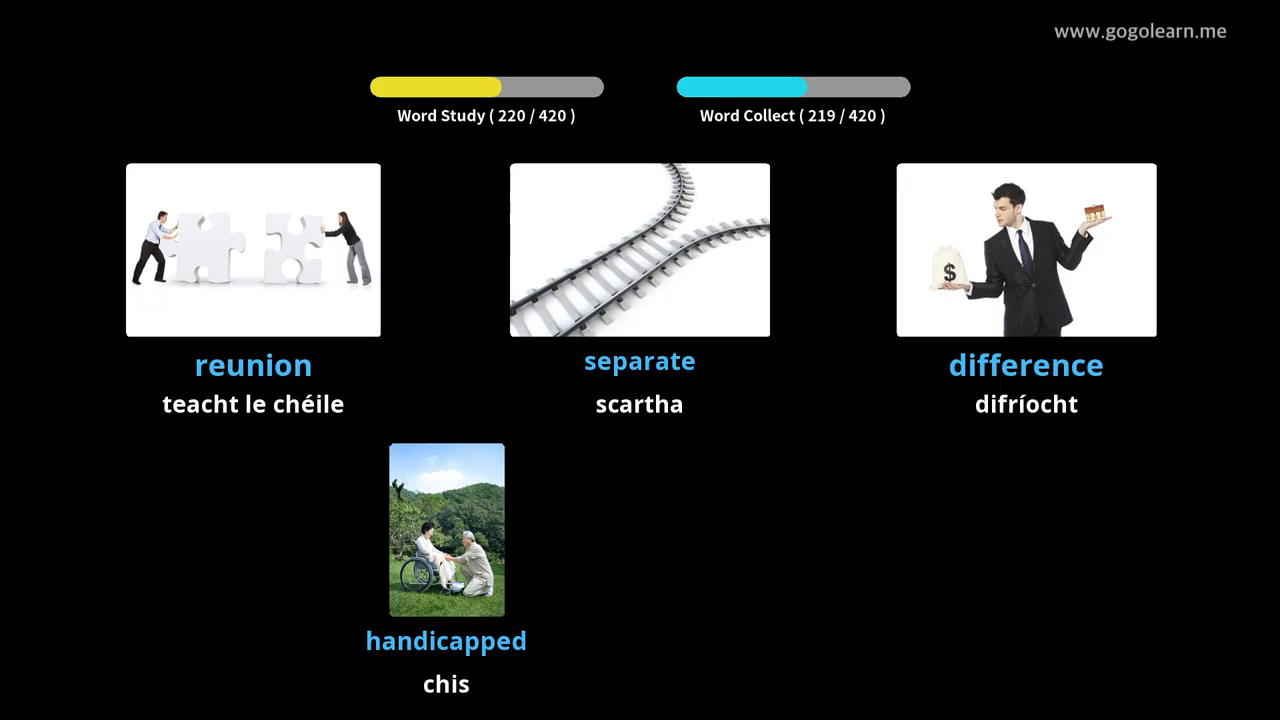 www.gogolearn.me
Word Study ( 220 / 420 )
Word Collect ( 219 / 420 )
reunion
teacht le chéile
separate
scartha
difference
difríocht
$
handicapped
chis